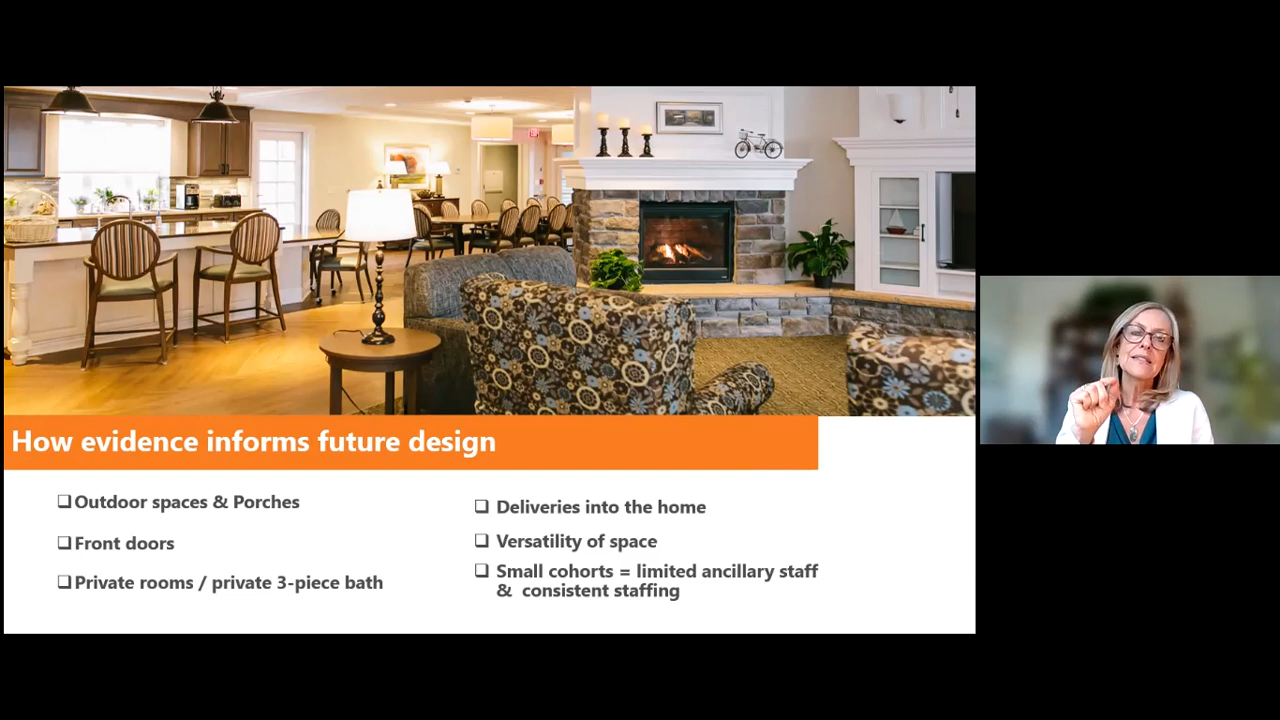 How evidence informs future design
❑Outdoor spaces & Porches
❑Front doors
❑Private rooms / private 3-piece bath
❑ Deliveries into the home
❑ Versatility of space
❑ Small cohorts = limited ancillary staff
& consistent staffing